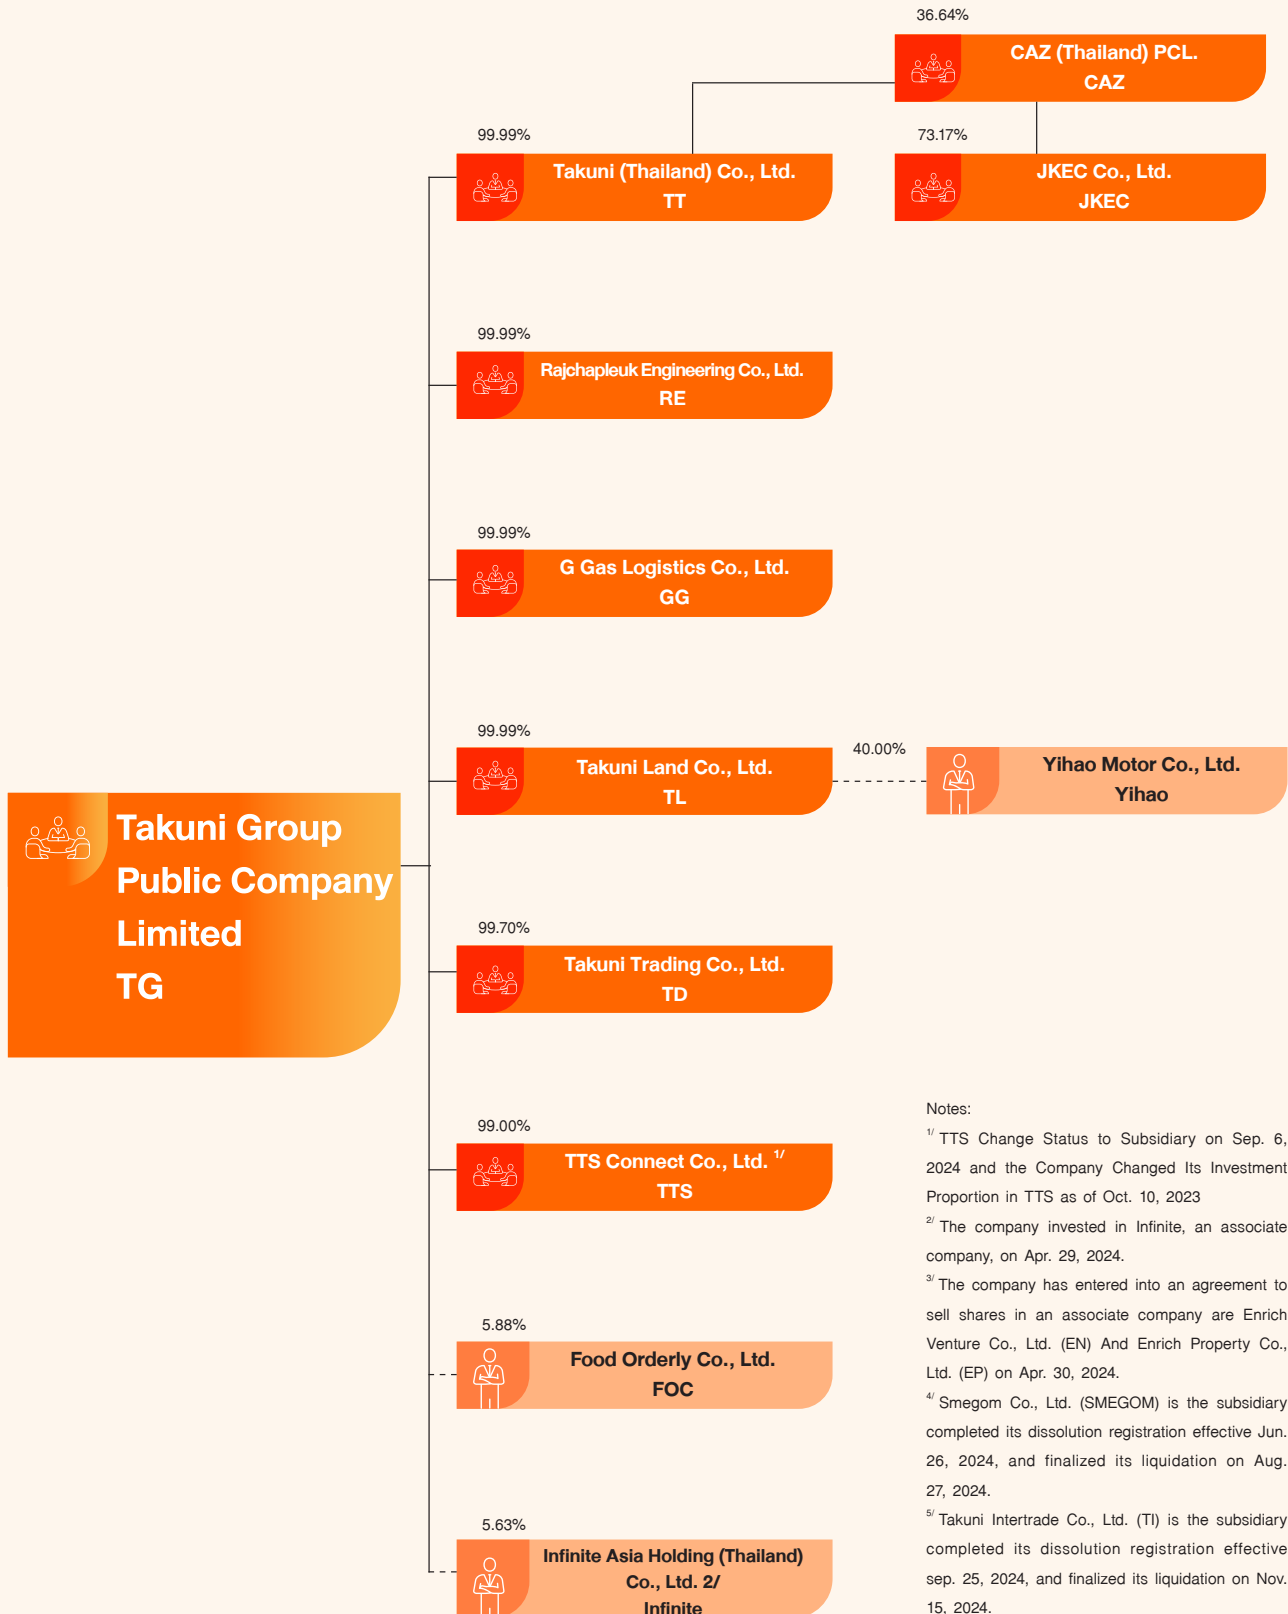 36.64%
CAZ (Thailand) PCL.
CAZ
99.99%
Takuni (Thailand) Co., Ltd.
TT
73.17%
JKEC Co., Ltd.
JKEC
99.99%
Rajchapleuk Engineering Co., Ltd.
RE
99.99%
G Gas Logistics Co., Ltd.
GG
99.99%
Takuni Land Co., Ltd.
TL
40.00%
Yihao Motor Co., Ltd.
Yihao
Takuni Group
Public Company
Limited
TG
99.70%
Takuni Trading Co., Ltd.
TD
99.00%
TTS Connect Co., Ltd. 1/
TTS
5.88%
Food Orderly Co., Ltd.
FOC
5.63%
Infinite Asia Holding (Thailand)
Co., Ltd. 2/
Infinite
Notes:
1/ TTS Change Status to Subsidiary on Sep. 6,
2024 and the Company Changed Its Investment
Proportion in TTS as of Oct. 10, 2023
2/ The company invested in Infinite, an associate
company, on Apr. 29, 2024.
3/ The company has entered into an agreement to
sell shares in an associate company are Enrich
Venture Co., Ltd. (EN) And Enrich Property Co.,
Ltd. (EP) on Apr. 30, 2024.
4/ Smegom Co., Ltd. (SMEGOM) is the subsidiary
completed its dissolution registration effective Jun.
26, 2024, and finalized its liquidation on Aug.
27, 2024.
5/ Takuni Intertrade Co., Ltd. (TI) is the subsidiary
completed its dissolution registration effective
sep. 25, 2024, and finalized its liquidation on Nov.
15, 2024.